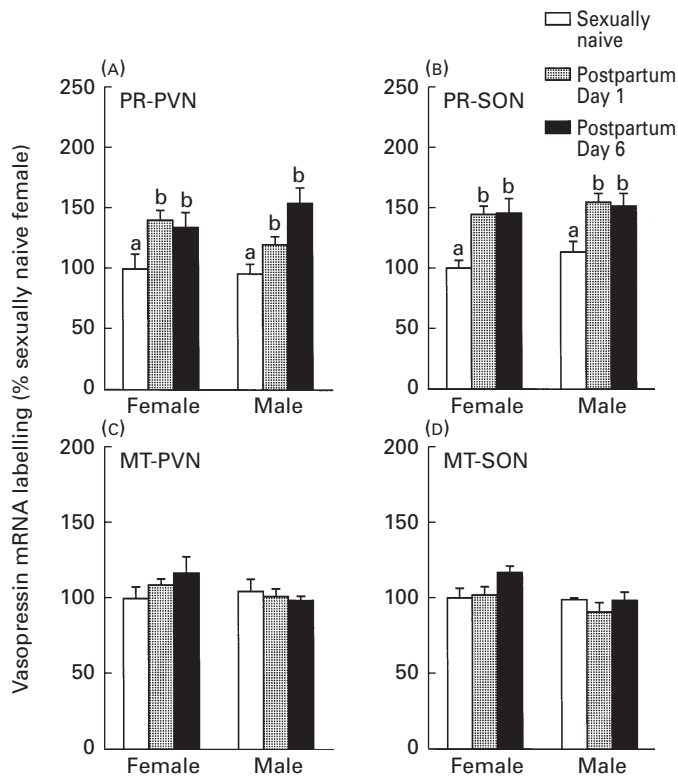 Sexually
naive
Postpartum
Day 1
Postpartum
Day 6
Vasopressin mRNA labelling (% sexually naive female)
(A)
PR-PVN
250
200
150
100
50
0
a
b
b
a
b
b
Female
Male
(B)
PR-SON
250
200
150
100
50
0
a
b
b
a
b
b
Female
Male
(C)
MT-PVN
200
150
100
50
0
Female
Male
(D)
MT-SON
200
150
100
50
0
Female
Male